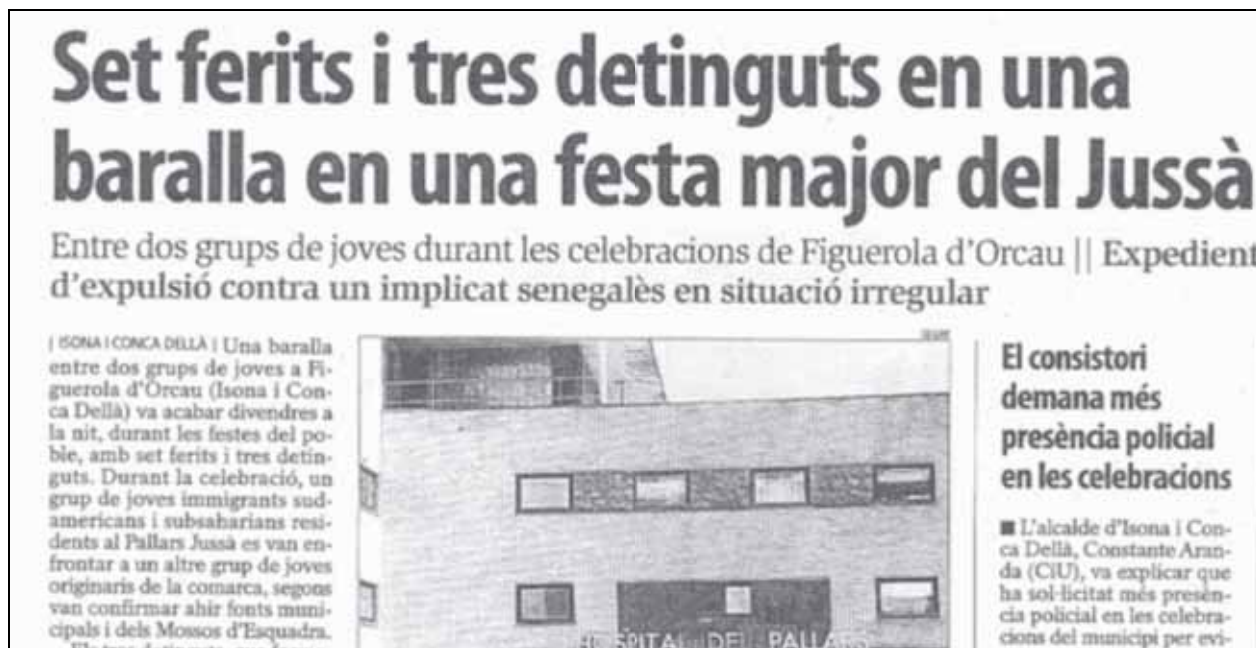 Set ferits i tres detinguts en una
baralla en una festa major del Jussà
Entre dos grups de joves durant les celebracions de Figuerola d'Orcau || Expedient
d'expulsió contra un implicat senegalès en situació irregular
| ISONA I CONCA DELLÀ | Una baralla
entre dos grups de joves a Fi-
guerola d'Orcau (Isona i Con-
ca Dellà) va acabar divendres a
la nit, durant les festes del po-
ble, amb set ferits i tres detin-
guts. Durant la celebració, un
grup de joves immigrants sud-
americans i subsaharians resi-
dents al Pallars Jussà es van en-
frontar a un altre grup de joves
originaris de la comarca, segons
van confirmar ahir fonts muni-
cipals i dels Mossos d'Esquadra.
HOSPITAL DEL PALLARS
El consistori
demana més
presència policial
en les celebracions
■ L'alcalde d'Isona i Con-
ca Dellà, Constante Aran-
da (CiU), va explicar que
ha sol·licitat més presèn-
cia policial en les celebra-
cions del municipi per evi-